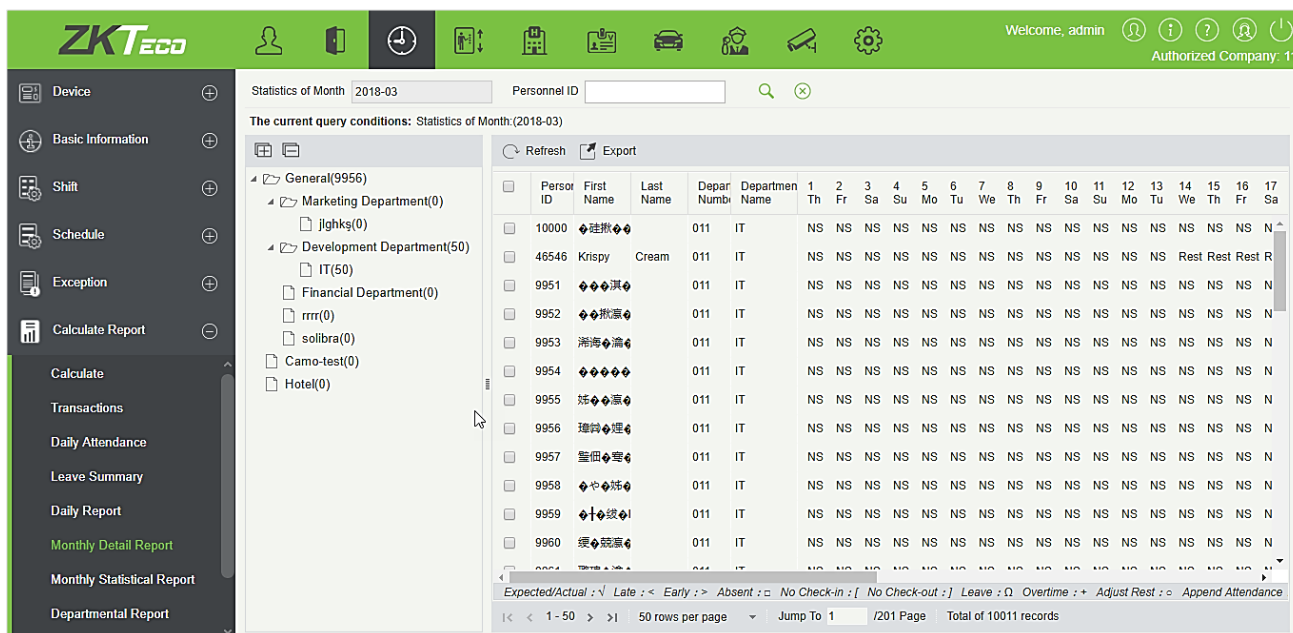 ZKTECO
Welcome, admin
Authorized Company: 1
Device
Basic Information
Shift
Schedule
Exception
Calculate Report
Calculate
Transactions
Daily Attendance
Leave Summary
Daily Report
Monthly Detail Report
Monthly Statistical Report
Departmental Report
Statistics of Month 2018-03 Personnel ID
The current query conditions: Statistics of Month:(2018-03)
General(9956)
Marketing Department(0)
jlghkş(0)
Development Department(50)
IT(50)
Financial Department(0)
rrrr(0)
solibra(0)
Camo-test(0)
Hotel(0)
Refresh Export
Person ID First Name Last Name Depar Numb Departmen Name 1 Th 2 Fr 3 Sa 4 Su 5 Mo 6 Tu 7 We 8 Th 9 Fr 10 Sa 11 Su 12 Mo 13 Tu 14 We 15 Th 16 Fr 17 Sa
10000 011 IT NS NS NS NS NS NS NS NS NS NS NS NS NS NS NS NS N
46546 Krispy Cream 011 IT NS NS NS NS NS NS NS NS NS NS NS NS NS Rest Rest Rest R
9951 011 IT NS NS NS NS NS NS NS NS NS NS NS NS NS NS NS NS N
9952 011 IT NS NS NS NS NS NS NS NS NS NS NS NS NS NS NS NS N
9953 011 IT NS NS NS NS NS NS NS NS NS NS NS NS NS NS NS NS N
9954 011 IT NS NS NS NS NS NS NS NS NS NS NS NS NS NS NS NS N
9955 011 IT NS NS NS NS NS NS NS NS NS NS NS NS NS NS NS NS N
9956 011 IT NS NS NS NS NS NS NS NS NS NS NS NS NS NS NS NS N
9957 011 IT NS NS NS NS NS NS NS NS NS NS NS NS NS NS NS NS N
9958 011 IT NS NS NS NS NS NS NS NS NS NS NS NS NS NS NS NS N
9959 011 IT NS NS NS NS NS NS NS NS NS NS NS NS NS NS NS NS N
9960 011 IT NS NS NS NS NS NS NS NS NS NS NS NS NS NS NS NS N
Expected/Actual : √ Late : < Early : > Absent : □ No Check-in : [ No Check-out : ] Leave : Ω Overtime : + Adjust Rest : ○ Append Attendance
1 - 50 50 rows per page Jump To 1 /201 Page Total of 10011 records